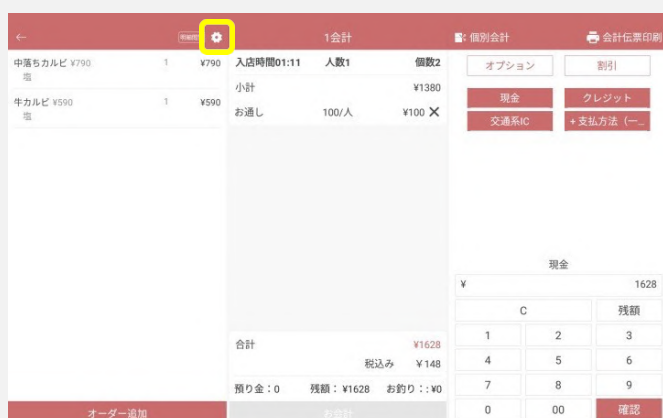 ←
1会計
個別会計
会計伝票印刷
中落ちカルビ ¥790 1 ¥790
塩
牛カルビ ¥590 1 ¥590
塩
入店時間01:11 人数1 個数2
小計 ¥1380
お通し 100/人 ¥100 ✕
オプション 割引
現金 クレジット
交通系IC +支払方法（一...
現金
¥ 1628
C 残額
1 2 3
4 5 6
7 8 9
0 00 確認
合計 ¥1628
税込み ¥148
預り金：0 残額：¥1628 お釣り：:¥0
オーダー追加
お会計